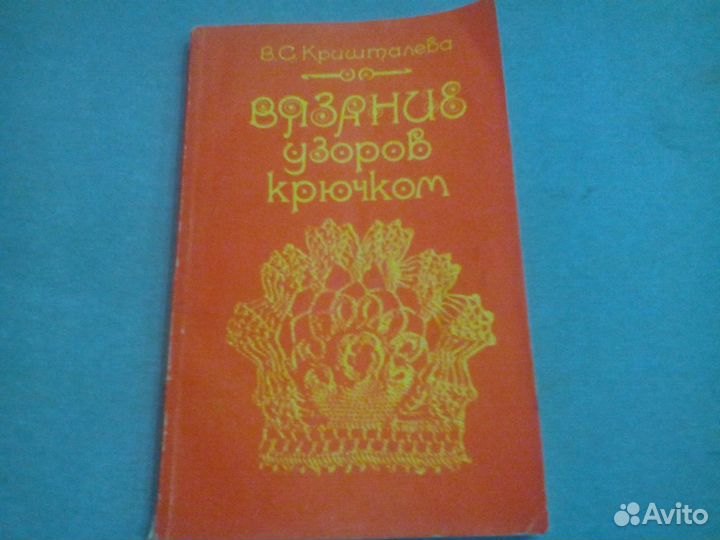 В. С. Кришталева
ВЯЗАНИЕ
узоров
крючком
Avito